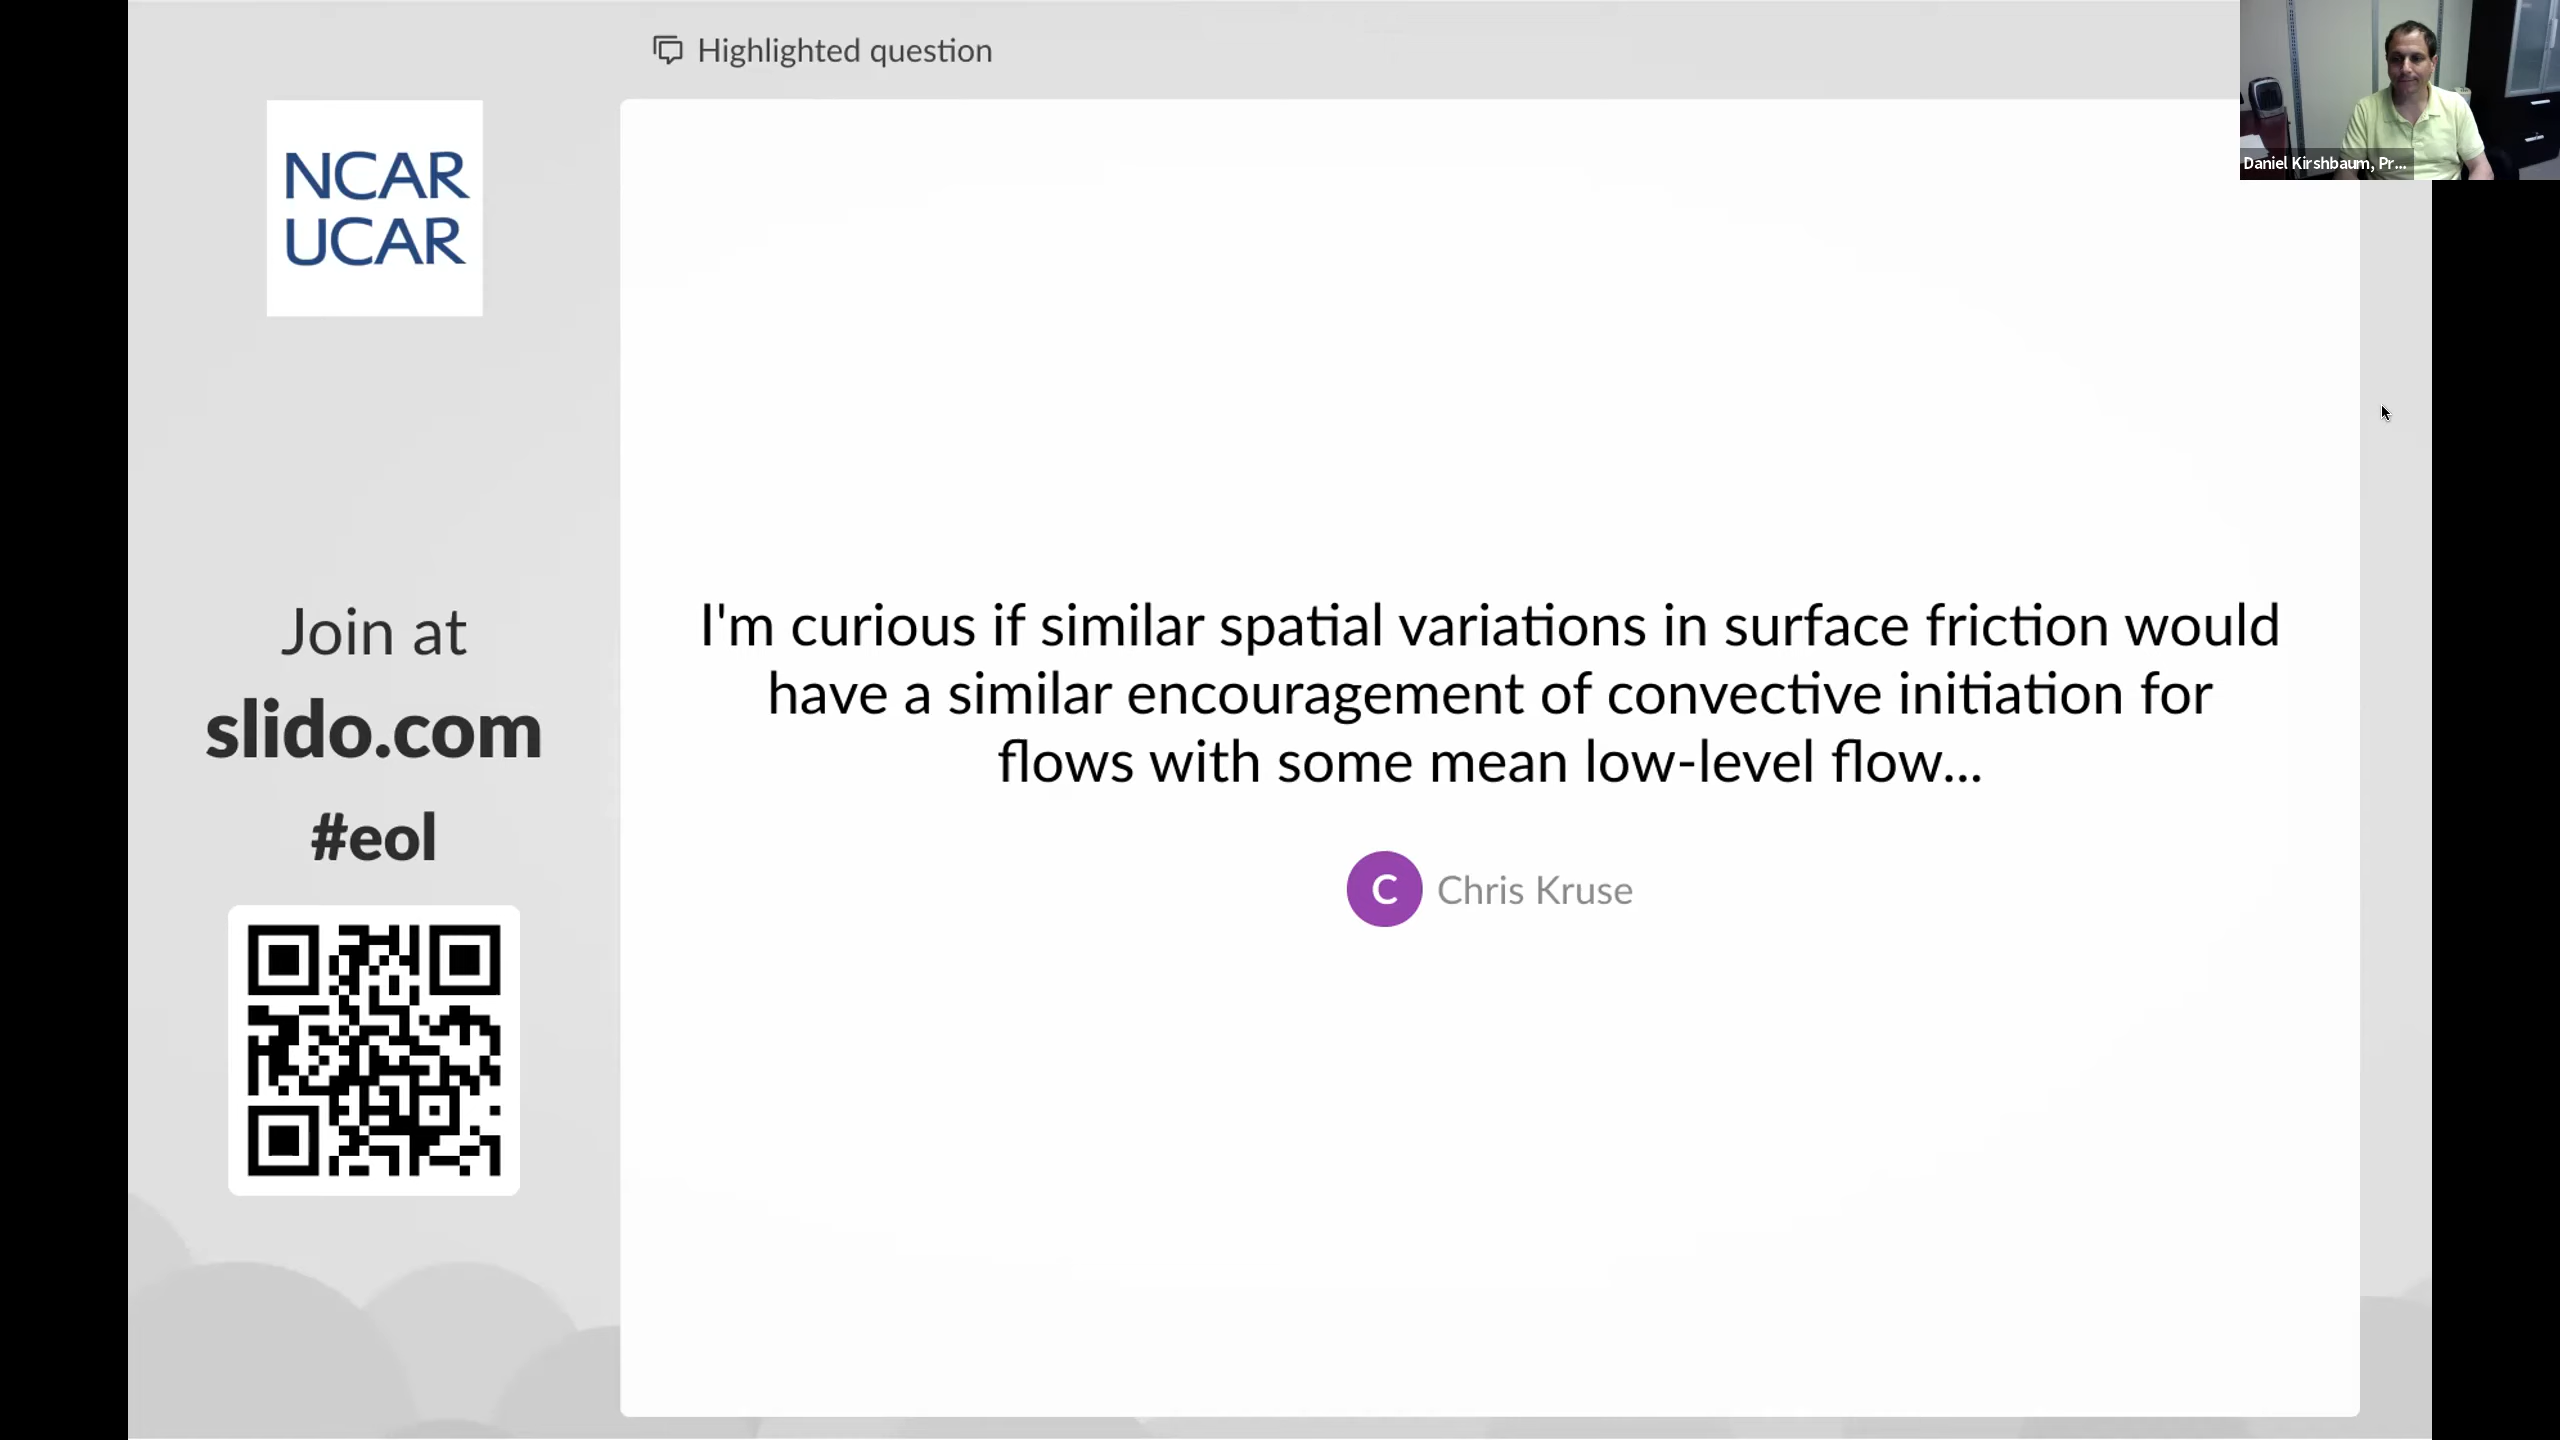 Highlighted question
NCAR
UCAR
Join at
slido.com
#eol
I'm curious if similar spatial variations in surface friction would
have a similar encouragement of convective initiation for
flows with some mean low-level flow...
C
Chris Kruse
Daniel Kirshbaum, Pr...